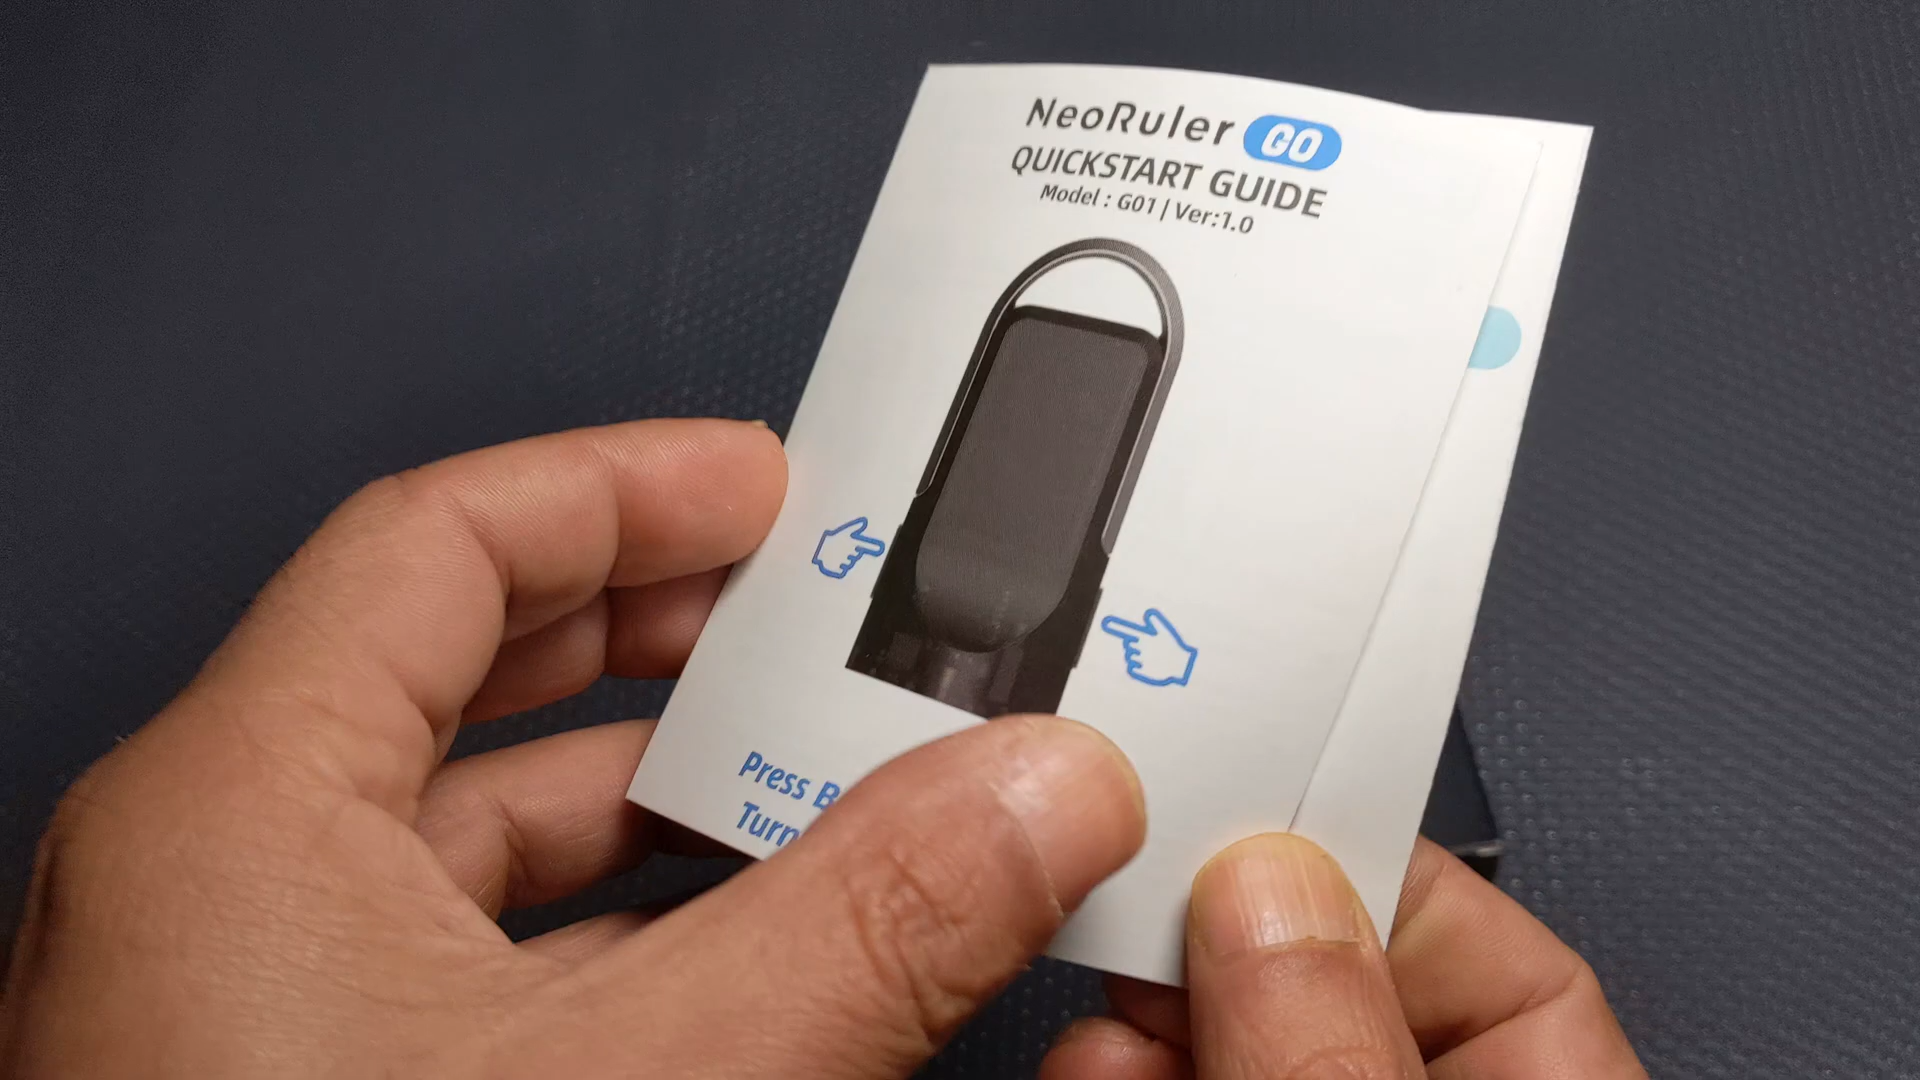 NeoRuler GO
QUICKSTART GUIDE
Model : G01 | Ver:1.0
Press
Turn